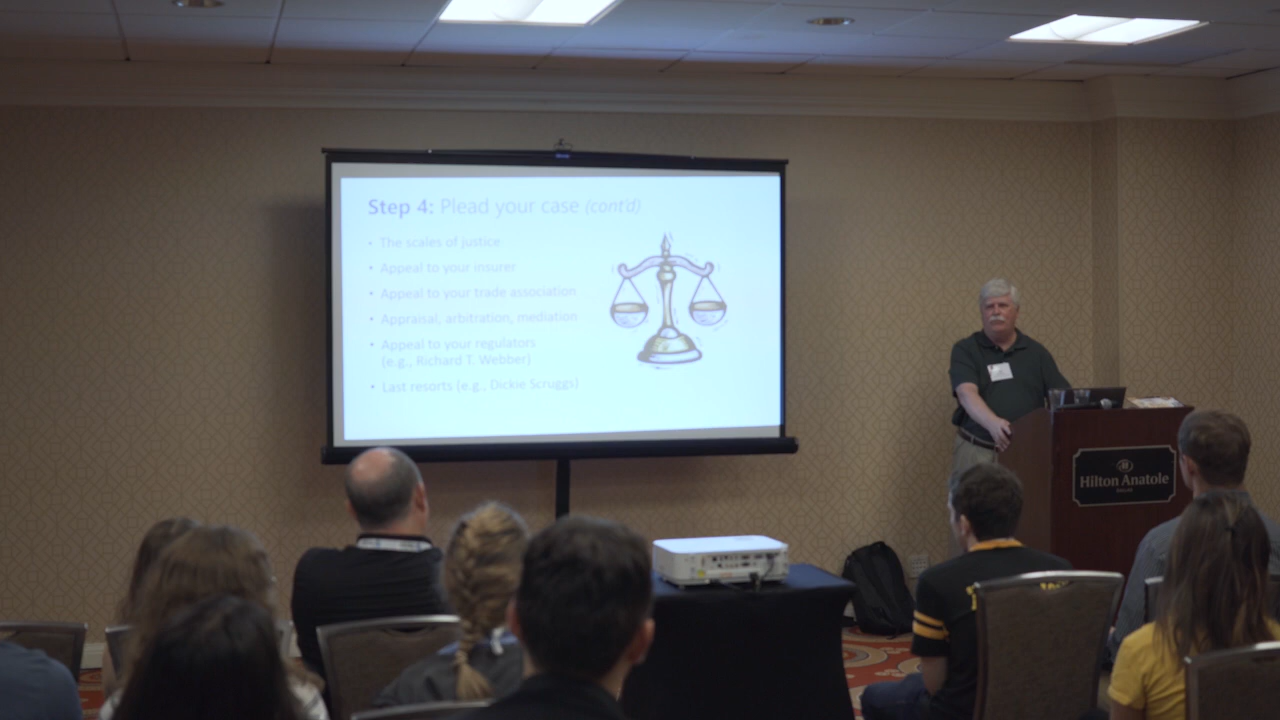 Step 4: Plead your case (cont'd)
• The scales of justice
• Appeal to your insurer
• Appeal to your trade association
• Appraisal, arbitration, mediation
• Appeal to your regulators
(e.g., Richard T. Webber)
• Last resorts (e.g., Dickie Scruggs)
Hilton Anatole
DALLAS